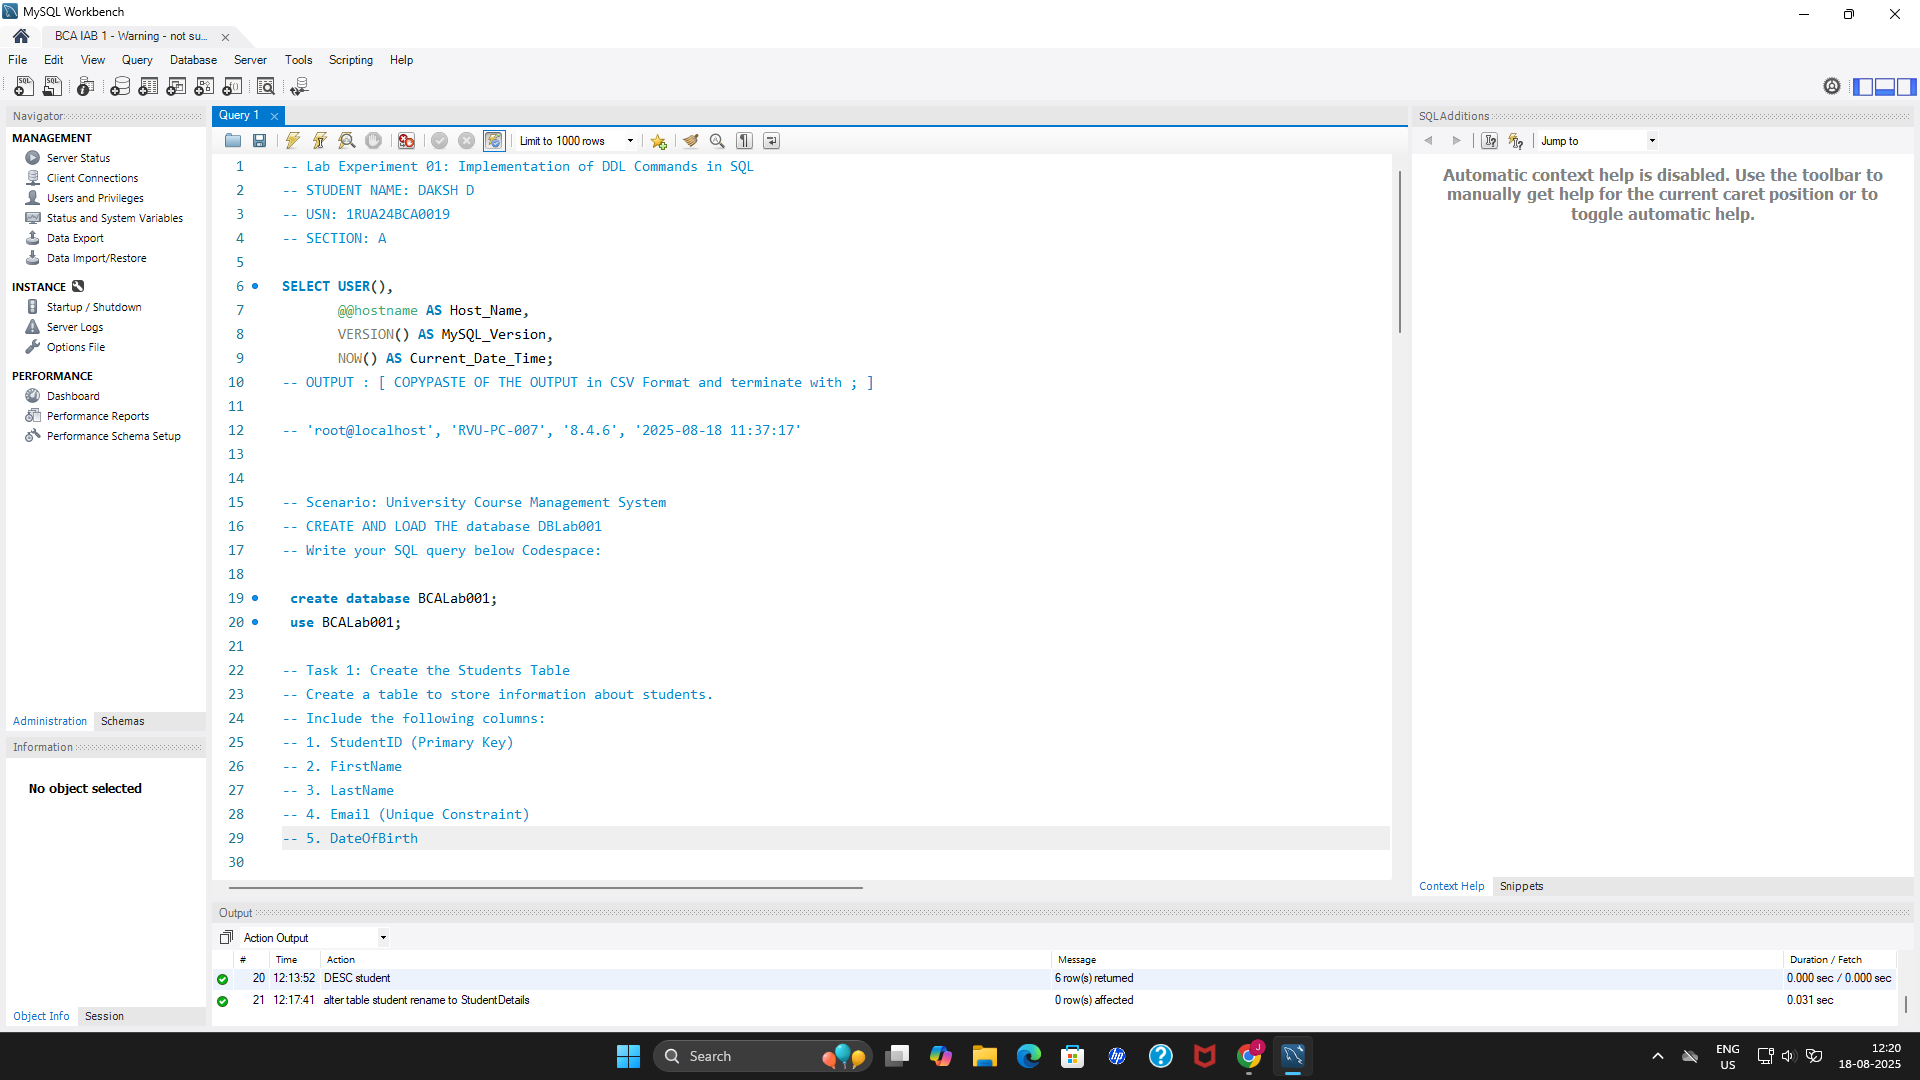 MySQL Workbench
BCA lAB 1 - Warning - not su...
File Edit View Query Database Server Tools Scripting Help
Navigator
MANAGEMENT
Server Status
Client Connections
Users and Privileges
Status and System Variables
Data Export
Data Import/Restore
INSTANCE
Startup / Shutdown
Server Logs
Options File
PERFORMANCE
Dashboard
Performance Reports
Performance Schema Setup
Administration Schemas
Information
No object selected
Object Info Session
Query 1
Limit to 1000 rows
1 -- Lab Experiment 01: Implementation of DDL Commands in SQL
2 -- STUDENT NAME: DAKSH D
3 -- USN: 1RUA24BCA0019
4 -- SECTION: A
5
6 SELECT USER(),
7 @@hostname AS Host_Name,
8 VERSION() AS MySQL_Version,
9 NOW() AS Current_Date_Time;
10 -- OUTPUT : [ COPYPASTE OF THE OUTPUT in CSV Format and terminate with ; ]
11
12 -- 'root@localhost', 'RVU-PC-007', '8.4.6', '2025-08-18 11:37:17'
13
14
15 -- Scenario: University Course Management System
16 -- CREATE AND LOAD THE database DBLab001
17 -- Write your SQL query below Codespace:
18
19 create database BCALab001;
20 use BCALab001;
21
22 -- Task 1: Create the Students Table
23 -- Create a table to store information about students.
24 -- Include the following columns:
25 -- 1. StudentID (Primary Key)
26 -- 2. FirstName
27 -- 3. LastName
28 -- 4. Email (Unique Constraint)
29 -- 5. DateOfBirth
30
SQLAdditions
Jump to
Automatic context help is disabled. Use the toolbar to
manually get help for the current caret position or to
toggle automatic help.
Context Help Snippets
Output
Action Output
# Time Action Message Duration / Fetch
20 12:13:52 DESC student 6 row(s) returned 0.000 sec / 0.000 sec
21 12:17:41 alter table student rename to StudentDetails 0 row(s) affected 0.031 sec
Search
ENG
US
12:20
18-08-2025